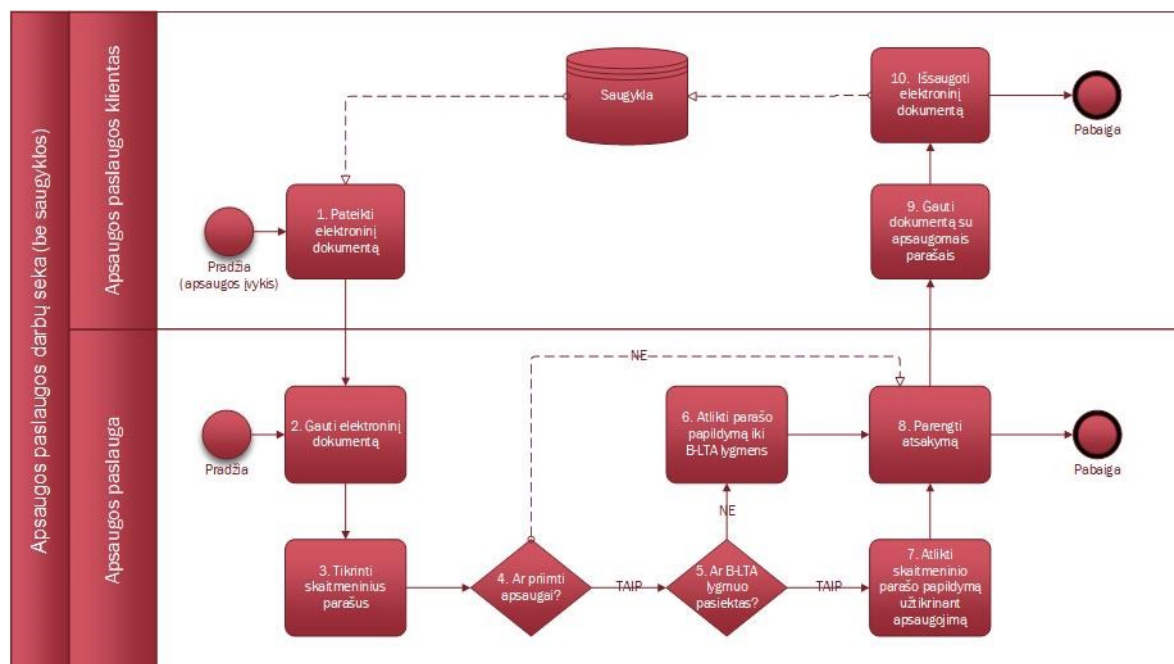 Apsaugos paslaugos darbų seka (be saugyklos)
Apsaugos paslaugos klientas
Saugykla
10. Išsaugoti
elektroninį
dokumentą
Pabaiga
1. Pateikti
elektroninį
dokumentą
Pradžia
(apsaugos įvykis)
9. Gauti
dokumentą su
apsaugomais
parašais
Apsaugos paslauga
NE
2. Gauti elektroninį
dokumentą
Pradžia
6. Atlikti parašo
papildymą iki
B-LTA lygmens
8. Parengti
atsakymą
Pabaiga
NE
3. Tikrinti
skaitmeninius
parašus
4. Ar priimti
apsaugai?
TAIP
5. Ar B-LTA
lygmuo
pasiektas?
TAIP
7. Atlikti
skaitmeninio
parašo papildymą
užtikrinant
apsaugojimą